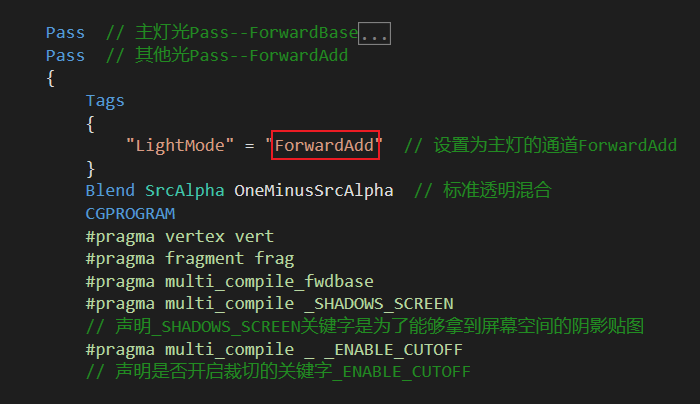 Pass  // 主灯光Pass--ForwardBase...
Pass  // 其他光Pass--ForwardAdd
{
    Tags
    {
        "LightMode" = "ForwardAdd"  // 设置为主灯的通道ForwardAdd
    }
    Blend SrcAlpha OneMinusSrcAlpha  // 标准透明混合
    CGPROGRAM
    #pragma vertex vert
    #pragma fragment frag
    #pragma multi_compile_fwdbase
    #pragma multi_compile _SHADOWS_SCREEN
    // 声明_SHADOWS_SCREEN关键字是为了能够拿到屏幕空间的阴影贴图
    #pragma multi_compile _ _ENABLE_CUTOFF
    // 声明是否开启裁切的关键字_ENABLE_CUTOFF